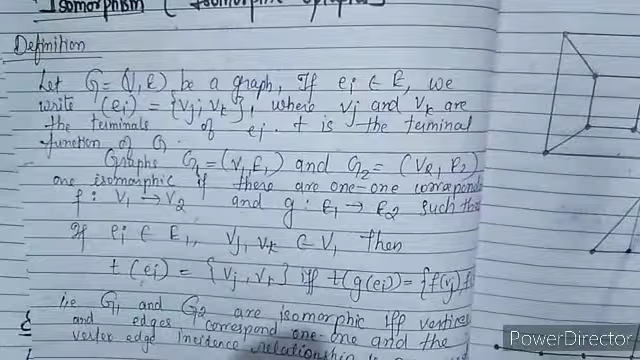 Isomorphism ( Isomorphic graphs
Definition
Let G = (V, E) be a graph, If ei ∈ E, we
write t(ei) = {vj, vk}, where vj and vk are
the terminals of ei. t is the terminal
function of G.
Graphs G1 = (V1, E1) and G2 = (V2, E2)
are isomorphic if there are one-one correspond
f : V1 → V2 and g : E1 → E2 such that
If ei ∈ E1, vj, vk ∈ V1 then
t(ei) = {vj, vk} iff t(g(ei)) = {f(vj)
i.e G1 and G2 are isomorphic iff vertices
and edges correspond one-one and the
vertex edge incidence relationship is
PowerDirector